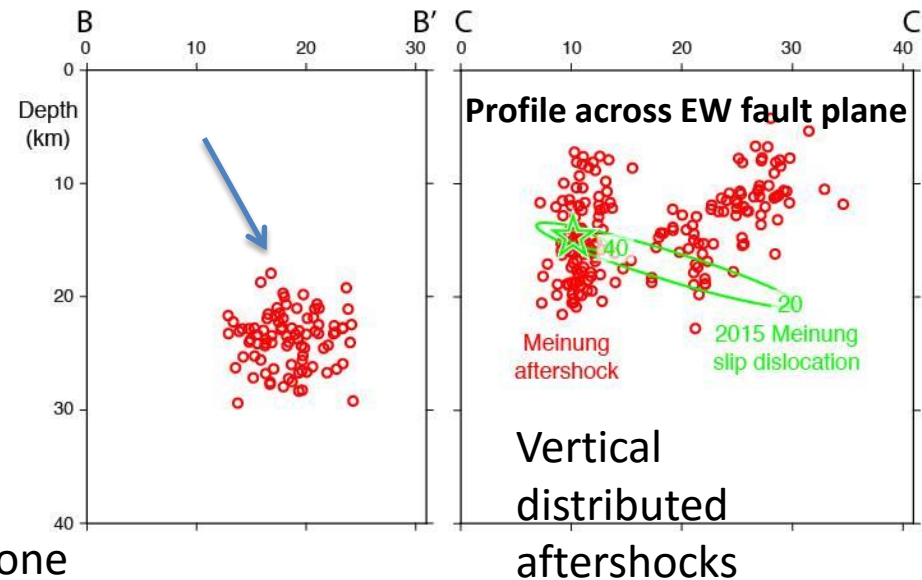 B B' C C
0 10 20 30 0 10 20 30 40
0
Depth
(km)
10
20
30
40
Profile across EW fault plane
40
20
Meinung
aftershock
2015 Meinung
slip dislocation
Vertical
distributed
aftershocks
one